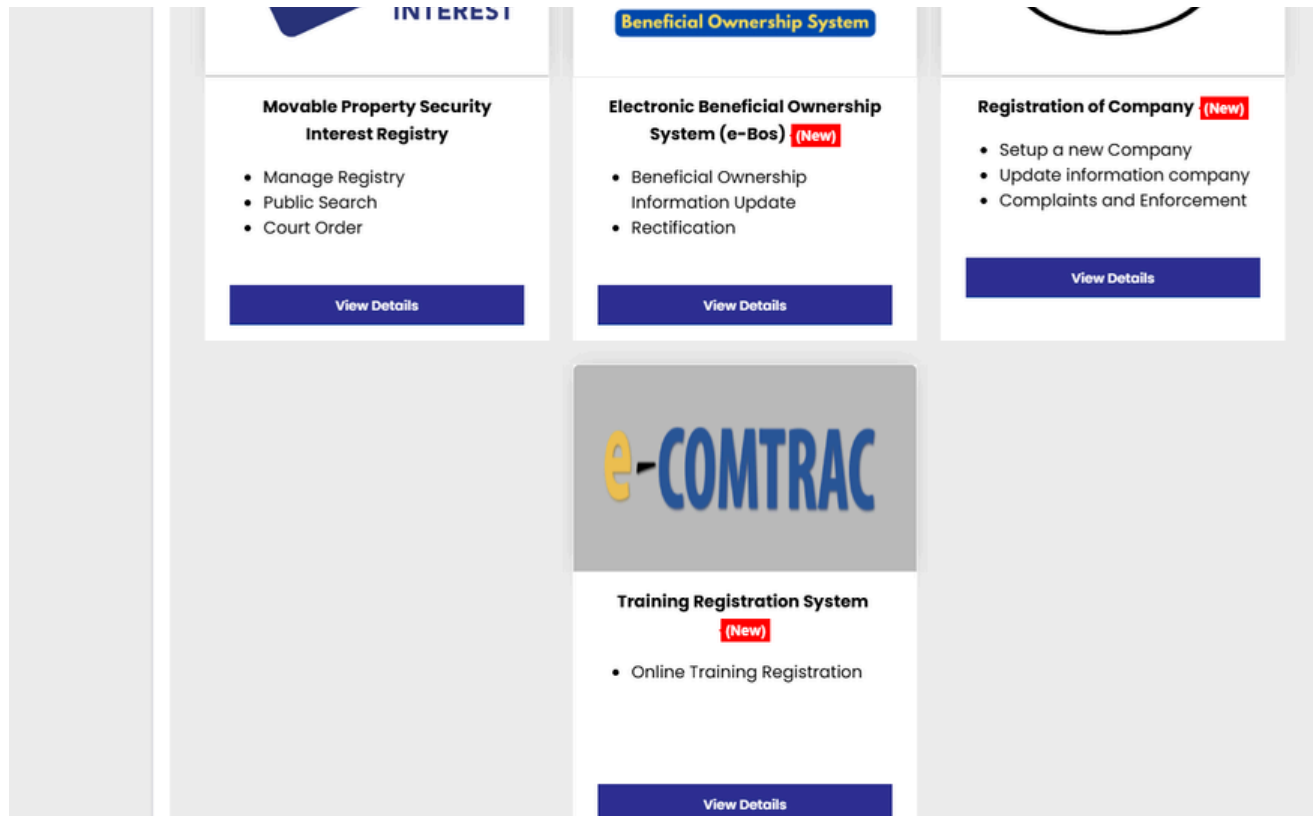 INTEREST
Movable Property Security
Interest Registry
• Manage Registry
• Public Search
• Court Order
View Details
Beneficial Ownership System
Electronic Beneficial Ownership
System (e-Bos) (New)
• Beneficial Ownership
Information Update
• Rectification
View Details
Registration of Company (New)
• Setup a new Company
• Update information company
• Complaints and Enforcement
View Details
e-COMTRAC
Training Registration System
(New)
• Online Training Registration
View Details